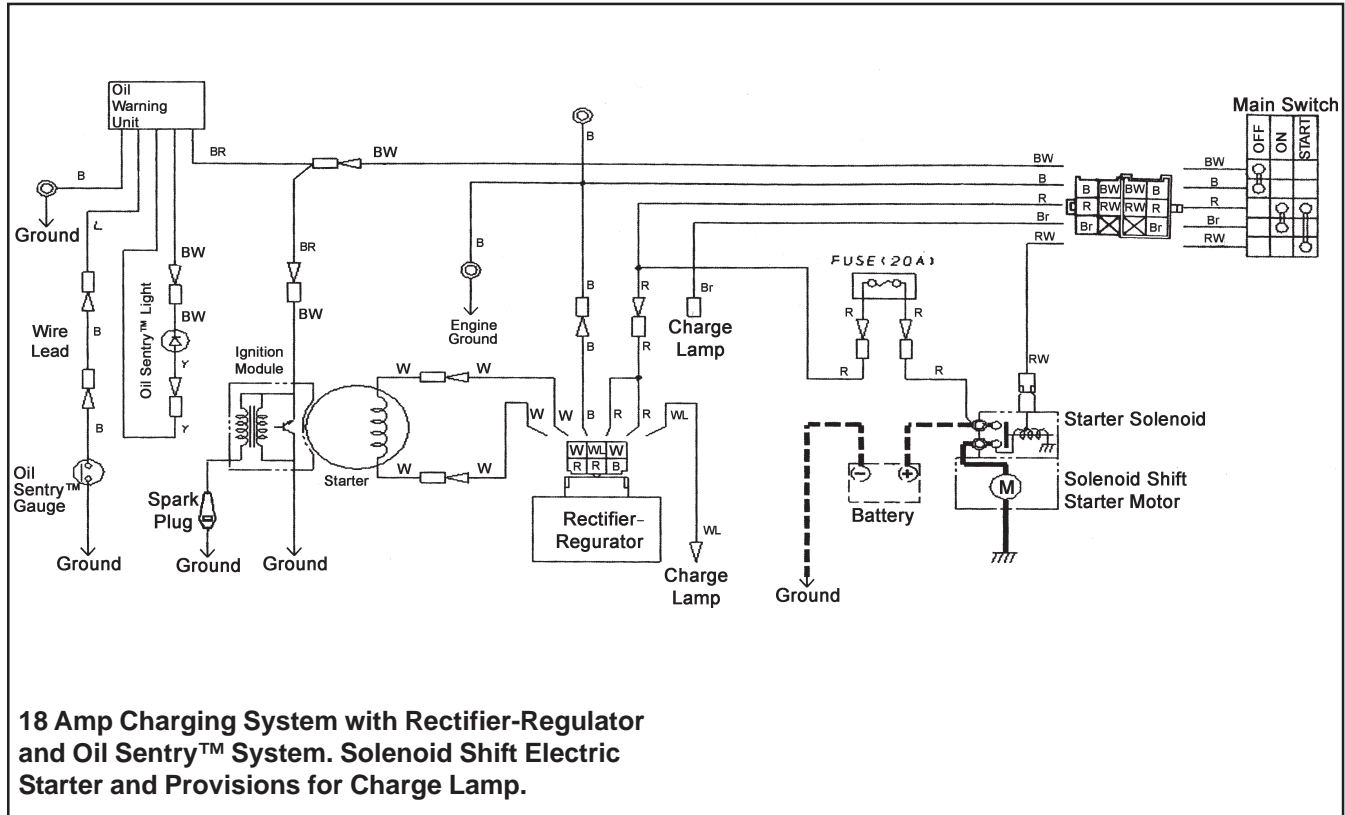 Oil
Warning
Unit
Main Switch
OFF
ON
START
BR
BW
B
BW
BW
B
B
B
B
R
R
Br
Br
RW
RW
B BW BW B
R RW RW R
Br Br
Ground
L
BW
BR
B
FUSE (20A)
B
R
Br
R
R
Engine
Ground
Charge
Lamp
Wire
Lead
B
BW
BW
Oil Sentry™ Light
Y
Y
B
R
R
R
RW
Ignition
Module
W
W
W
W
B
R
R
WL
W
W
Starter
W WL W
R R B
Starter Solenoid
B
Oil
Sentry™
Gauge
Spark
Plug
Rectifier-
Regurator
Battery
M
Solenoid Shift
Starter Motor
WL
Ground
Ground
Ground
Charge
Lamp
Ground
18 Amp Charging System with Rectifier-Regulator
and Oil Sentry™ System. Solenoid Shift Electric
Starter and Provisions for Charge Lamp.